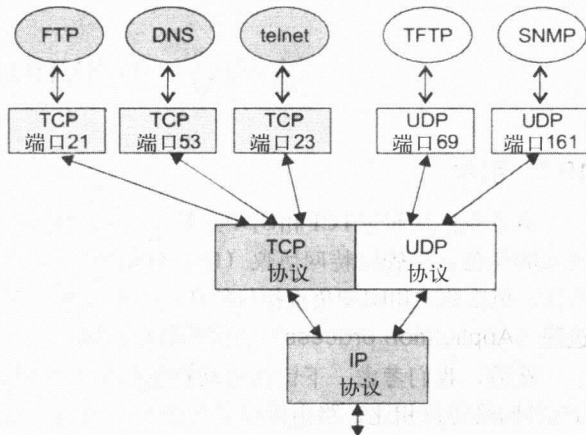 FTP
DNS
telnet
TFTP
SNMP
TCP
端口21
TCP
端口53
TCP
端口23
UDP
端口69
UDP
端口161
TCP
协议
UDP
协议
IP
协议